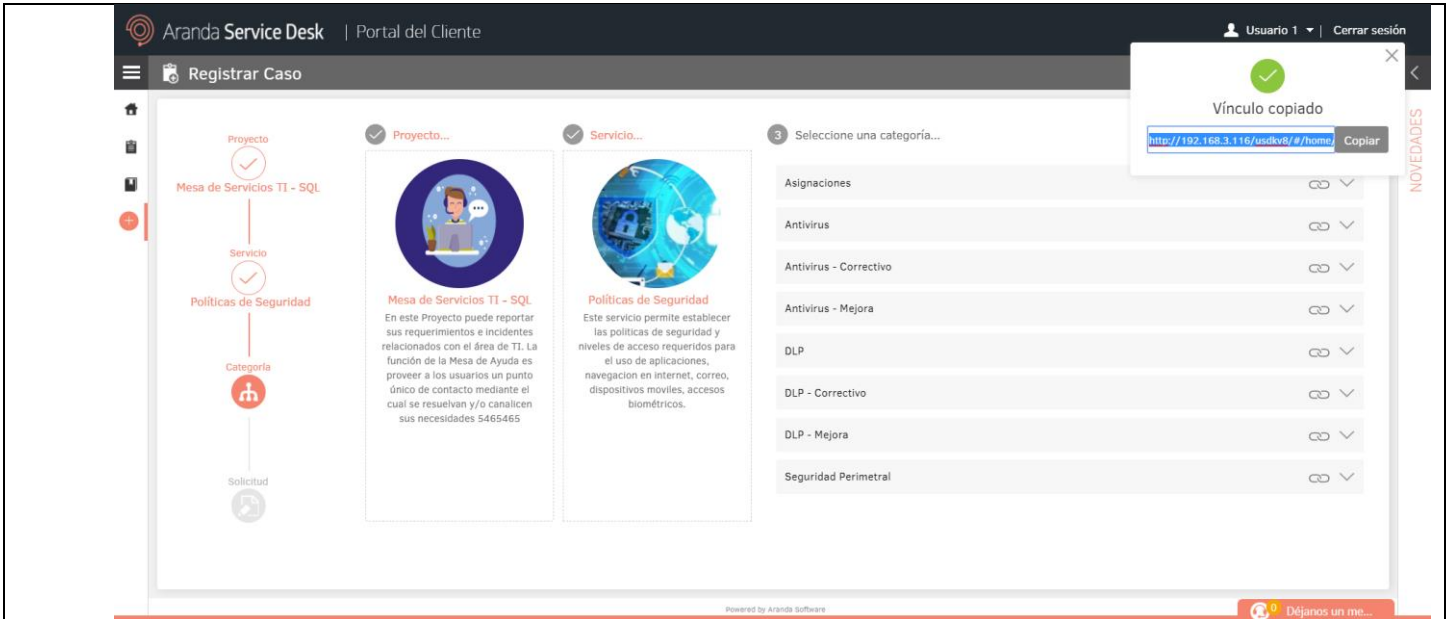 Aranda Service Desk | Portal del Cliente
Usuario 1 | Cerrar sesión
Registrar Caso
Vínculo copiado
http://192.168.3.116/usdkv8/#/home/
Copiar
NOVEDADES
Proyecto
Mesa de Servicios TI - SQL
Servicio
Políticas de Seguridad
Categoría
Solicitud
Proyecto...
Mesa de Servicios TI - SQL
En este Proyecto puede reportar
sus requerimientos e incidentes
relacionados con el área de TI. La
función de la Mesa de Ayuda es
proveer a los usuarios un punto
único de contacto mediante el
cual se resuelvan y/o canalicen
sus necesidades 5465465
Servicio...
Políticas de Seguridad
Este servicio permite establecer
las politicas de seguridad y
niveles de acceso requeridos para
el uso de aplicaciones,
navegacion en internet, correo,
dispositivos moviles, accesos
biométricos.
3 Seleccione una categoría...
Asignaciones
Antivirus
Antivirus - Correctivo
Antivirus - Mejora
DLP
DLP - Correctivo
DLP - Mejora
Seguridad Perimetral
Powered by Aranda Software
0 Déjanos un me...